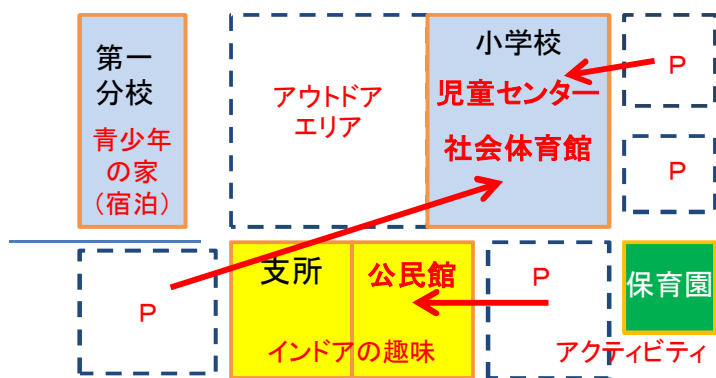 第一
分校
青少年
の家
（宿泊）
アウトドア
エリア
小学校
児童センター
社会体育館
P
P
P
支所
公民館
インドアの趣味
P
保育園
アクティビティ